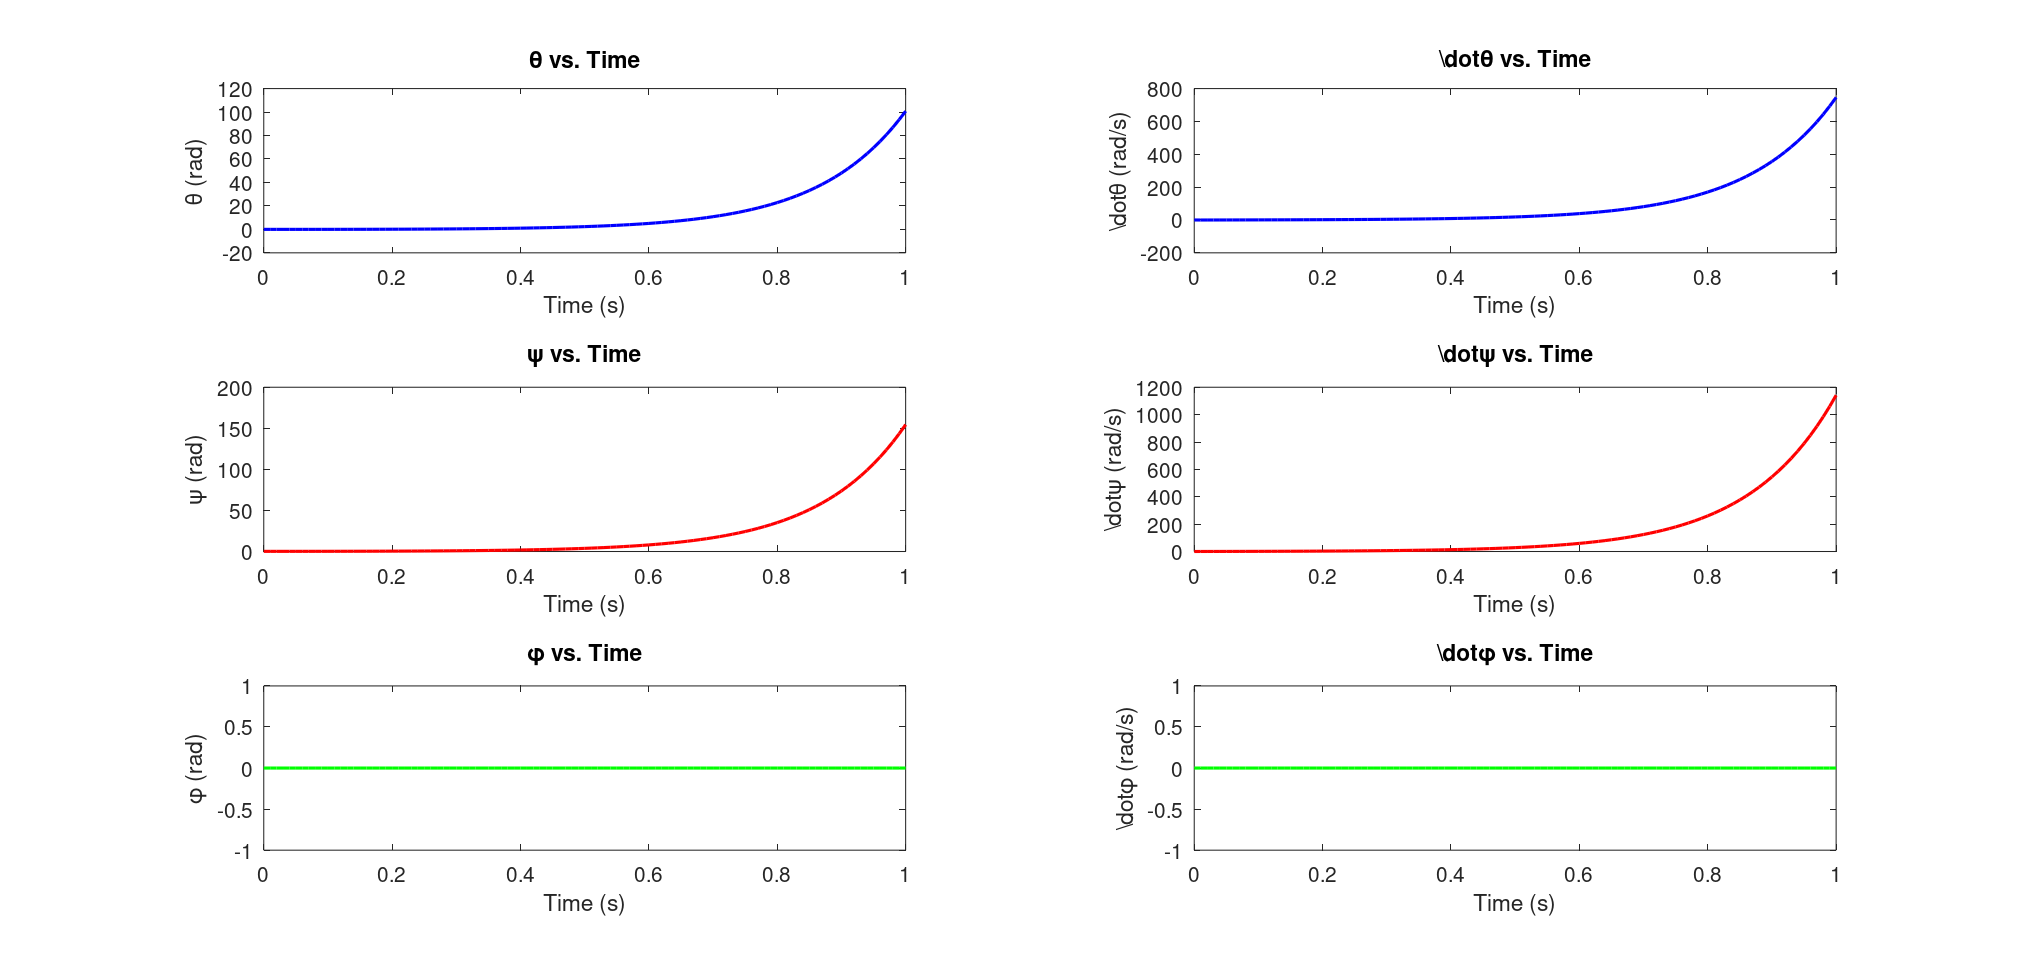 θ vs. Time
120
100
80
60
40
20
0
-20
θ (rad)
0 0.2 0.4 0.6 0.8 1
Time (s)
\dotθ vs. Time
800
600
400
200
0
-200
\dotθ (rad/s)
0 0.2 0.4 0.6 0.8 1
Time (s)
ψ vs. Time
200
150
100
50
0
ψ (rad)
0 0.2 0.4 0.6 0.8 1
Time (s)
\dotψ vs. Time
1200
1000
800
600
400
200
0
\dotψ (rad/s)
0 0.2 0.4 0.6 0.8 1
Time (s)
φ vs. Time
1
0.5
0
-0.5
-1
φ (rad)
0 0.2 0.4 0.6 0.8 1
Time (s)
\dotφ vs. Time
1
0.5
0
-0.5
-1
\dotφ (rad/s)
0 0.2 0.4 0.6 0.8 1
Time (s)